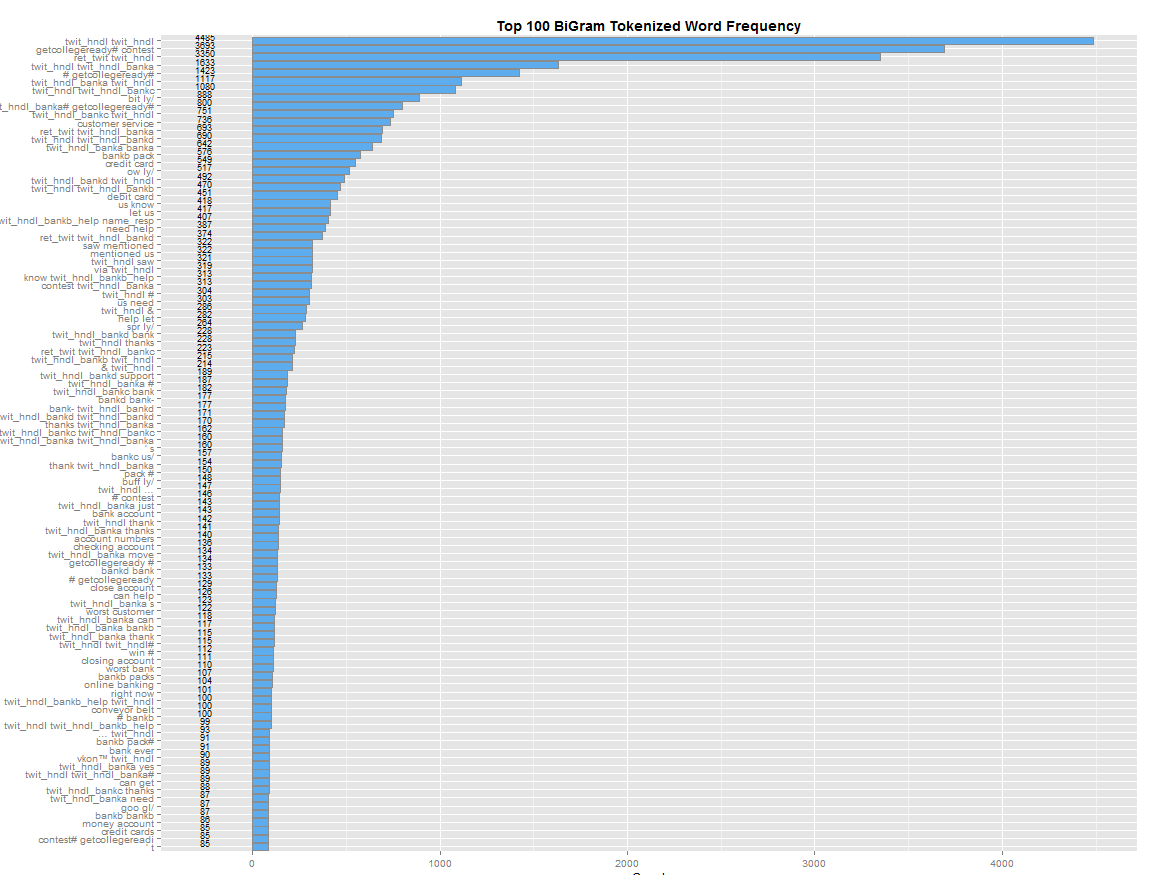 Top 100 BiGram Tokenized Word Frequency
twit_hndl twit_hndl 4485
getcollegeready# contest 3693
ret_twit twit_hndl 3350
twit_hndl twit_hndl_banka 1633
# getcollegeready# 1423
twit_hndl_banka twit_hndl 1117
twit_hndl twit_hndl_bankc 1080
bit ly/ 888
t_hndl_banka# getcollegeready# 800
twit_hndl_bankc twit_hndl 751
customer service 736
ret_twit twit_hndl_banka 693
twit_hndl twit_hndl_bankd 690
twit_hndl_banka banka 642
bankb pack 576
credit card 549
ow ly/ 517
twit_hndl_bankd twit_hndl 492
twit_hndl twit_hndl_bankb 470
debit card 451
us know 418
let us 417
wit_hndl_bankb_help name_resp 407
need help 387
ret_twit twit_hndl_bankd 374
saw mentioned 322
mentioned us 322
twit_hndl saw 321
via twit_hndl 319
know twit_hndl_bankb_help 313
contest twit_hndl_banka 313
twit_hndl # 304
us need 303
twit_hndl & 286
help let 282
spr ly/ 264
twit_hndl_bankd bank 228
twit_hndl thanks 228
ret_twit twit_hndl_bankc 223
twit_hndl_bankb twit_hndl 215
& twit_hndl 214
twit_hndl_bankd support 189
twit_hndl_banka # 187
twit_hndl_bankc bank 182
bankd bank- 177
bank- twit_hndl_bankd 177
wit_hndl_bankd twit_hndl_bankd 171
thanks twit_hndl_banka 170
wit_hndl_bankc twit_hndl_bankc 162
wit_hndl_banka twit_hndl_banka 160
s 160
bankc us/ 157
thank twit_hndl_banka 154
pack # 150
buff ly/ 148
twit_hndl … 147
# contest 146
twit_hndl_banka just 143
bank account 143
twit_hndl thank 142
twit_hndl_banka thanks 141
account numbers 140
checking account 136
twit_hndl_banka move 134
getcollegeready # 134
bankd bank 133
# getcollegeready 133
close account 129
can help 126
twit_hndl_banka s 123
worst customer 122
twit_hndl_banka can 118
twit_hndl_banka bankb 117
twit_hndl_banka thank 115
twit_hndl twit_hndl# 115
win # 112
closing account 111
worst bank 110
bankb packs 107
online banking 104
right now 101
twit_hndl_bankb_help twit_hndl 100
conveyor belt 100
# bankb 100
twit_hndl twit_hndl_bankb_help 99
… twit_hndl 93
bankb pack# 91
bank ever 91
vkon™ twit_hndl 90
twit_hndl_banka yes 89
twit_hndl twit_hndl_banka# 89
can get 89
twit_hndl_bankc thanks 88
twit_hndl_banka need 87
goo gl/ 87
bankb bankb 87
money account 86
credit cards 85
contest# getcollegereadi 85
t 85
0 1000 2000 3000 4000